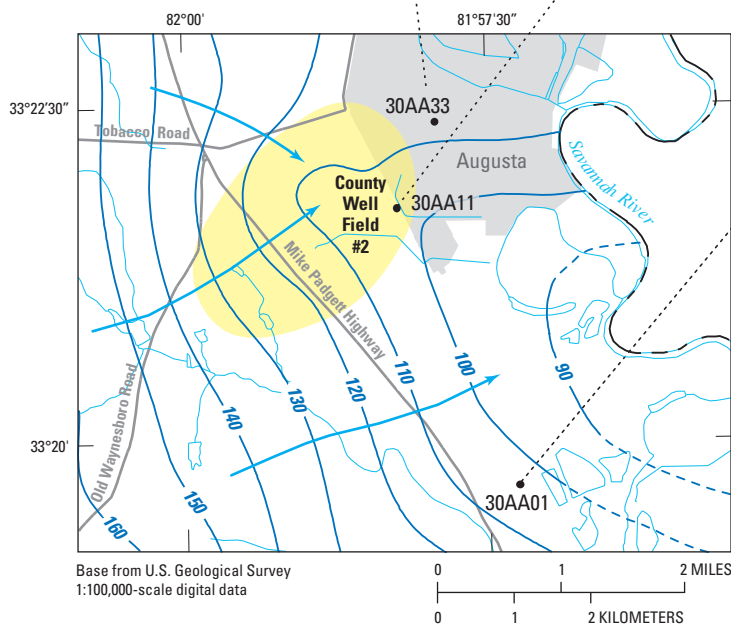 82°00'
81°57'30"
33°22'30"
30AA33
Tobacco Road
Augusta
Savannah River
County
Well
Field
#2
30AA11
Mike Padgett Highway
Old Waynesboro Road
160
150
140
130
120
110
100
90
33°20'
30AA01
Base from U.S. Geological Survey
1:100,000-scale digital data
0 1 2 MILES
0 1 2 KILOMETERS